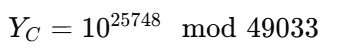 Y_C = 10^{25748} mod 49033